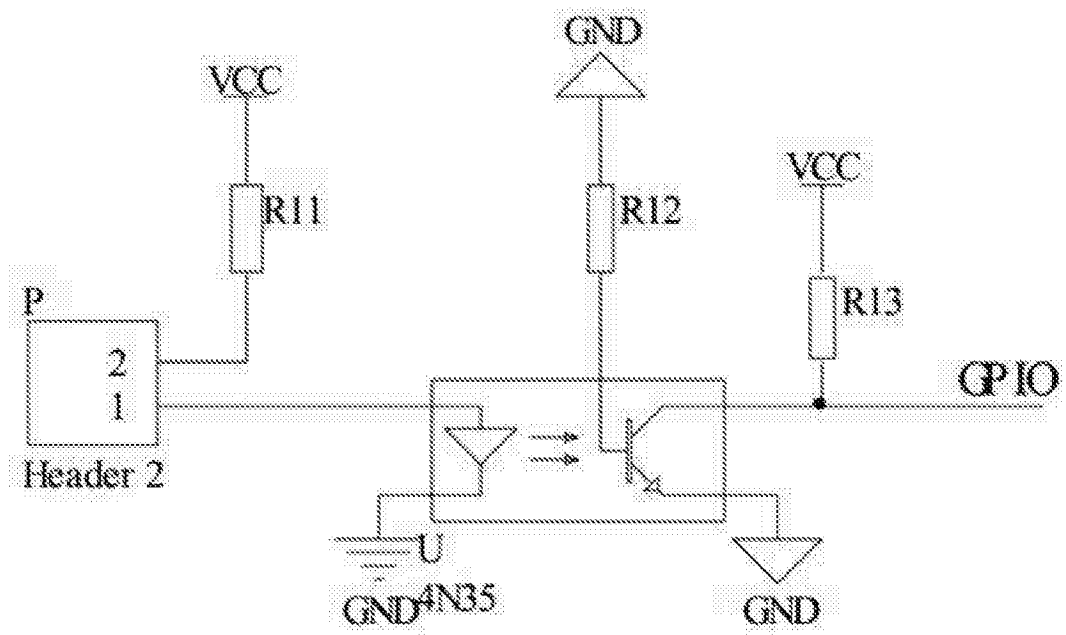 GND
VCC
VCC
R11
R12
R13
P
2
1
GPIO
Header 2
U
4N35
GND
GND